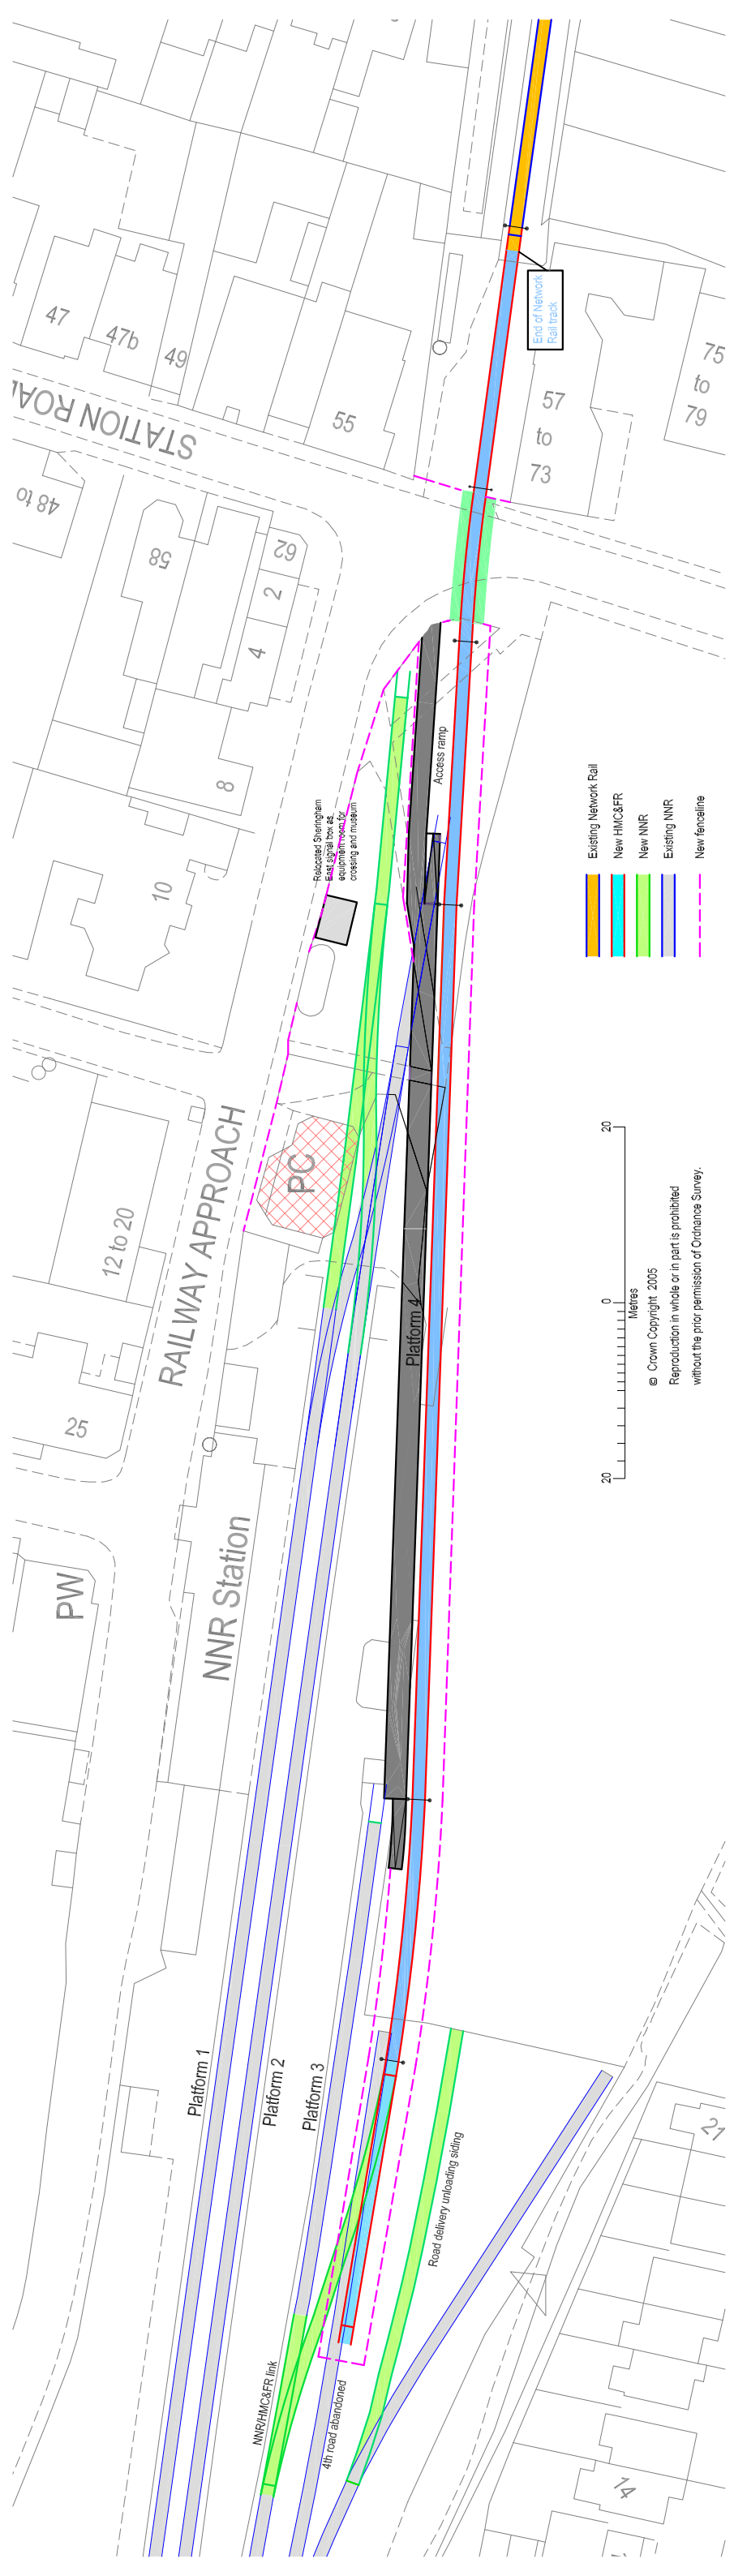 47
47b
49
STATION ROA
48 to
55
End of Network
Rail track
57
to
73
75
to
79
58
62
2
4
8
10
Access ramp
Relocated Sheringham
East signal box as
equipment room for
crossing and museum
Existing Network Rail
New HMC&FR
New NNR
Existing NNR
New fenceline
PC
RAILWAY APPROACH
12 to 20
25
Platform 4
20
0
20
Metres
© Crown Copyright 2005
Reproduction in whole or in part is prohibited
without the prior permission of Ordnance Survey.
NNR Station
PW
Platform 1
Platform 2
Platform 3
Road delivery unloading siding
NNR/HMC&FR link
4th road abandoned
21
14